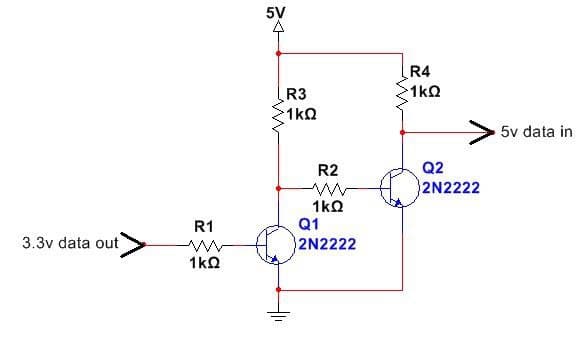 5V
R4
1kΩ
R3
1kΩ
5v data in
R2
1kΩ
Q2
2N2222
R1
1kΩ
Q1
2N2222
3.3v data out